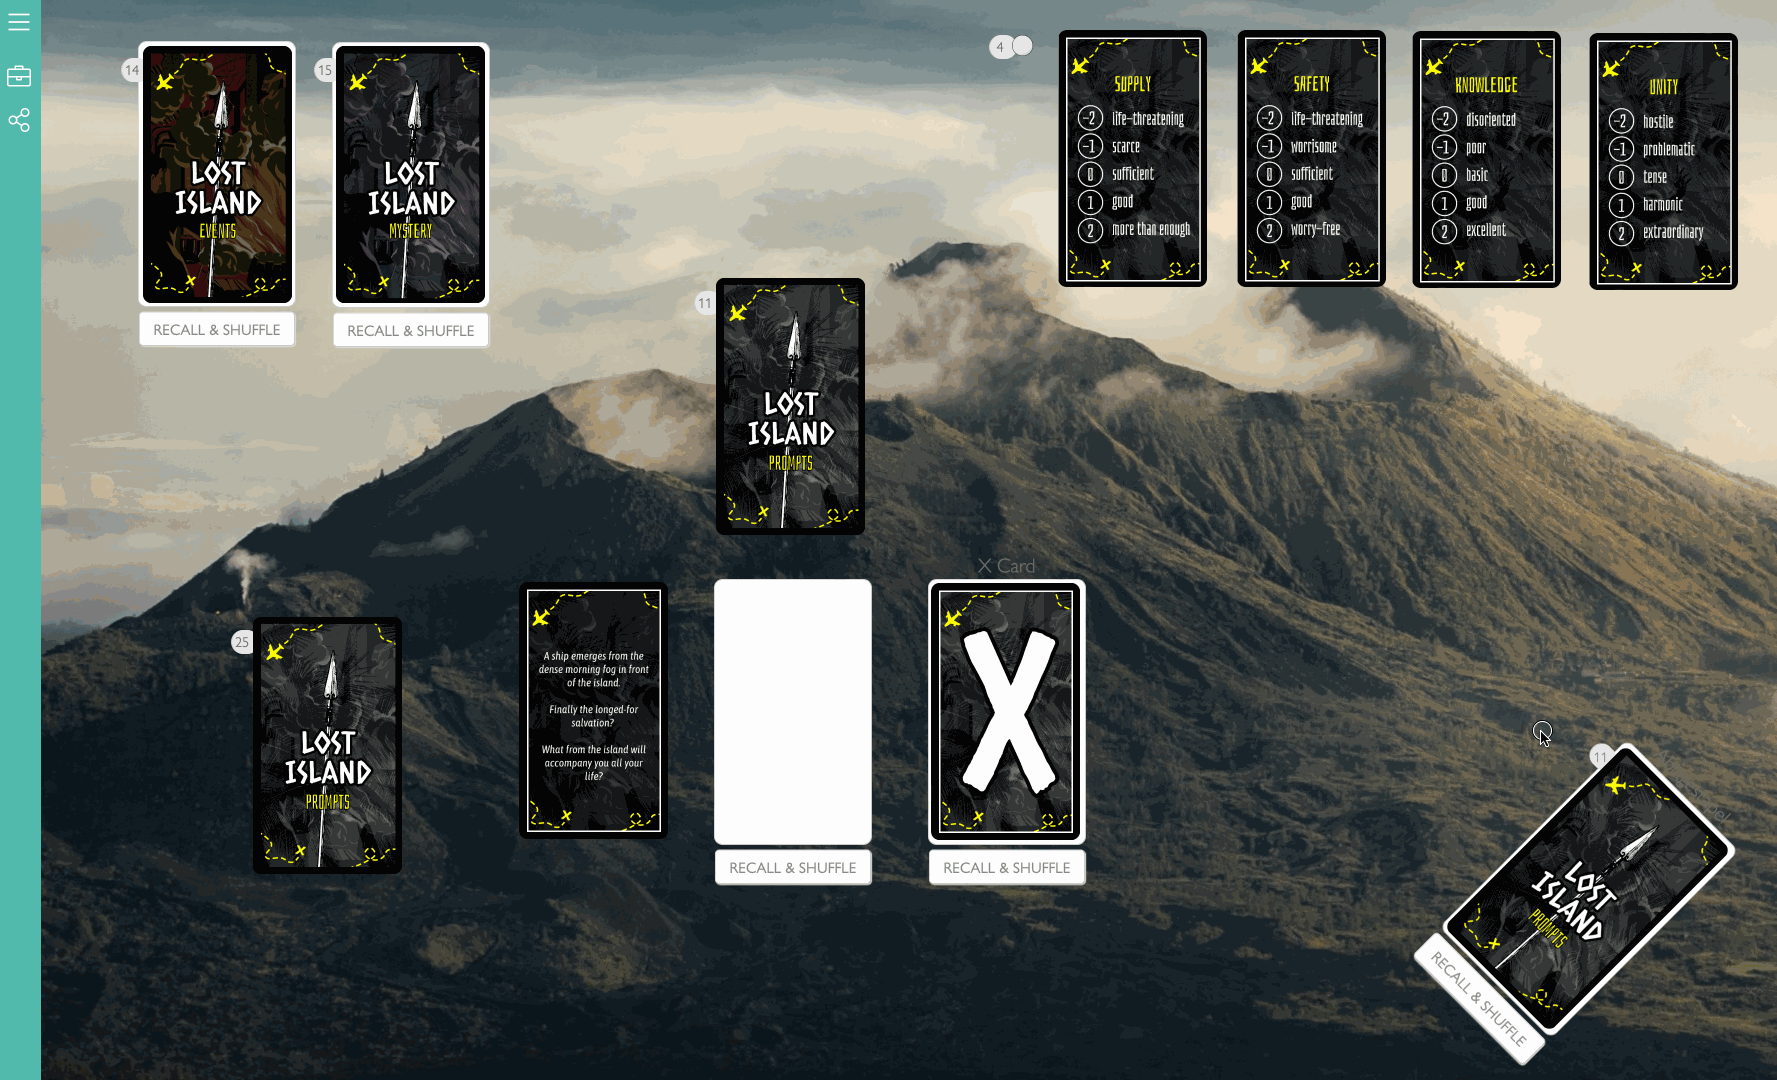 14
LOST
ISLAND
EVENTS
RECALL & SHUFFLE
15
LOST
ISLAND
MYSTERY
RECALL & SHUFFLE
4
SUPPLY
-2 life-threatening
-1 scarce
0 sufficient
1 good
2 more than enough
SAFETY
-2 life-threatening
-1 worrisome
0 sufficient
1 good
2 worry-free
KNOWLEDGE
-2 disoriented
-1 poor
0 basic
1 good
2 excellent
UNITY
-2 hostile
-1 problematic
0 tense
1 harmonic
2 extraordinary
11
LOST
ISLAND
PROMPTS
25
LOST
ISLAND
PROMPTS
A ship emerges from the
dense morning fog in front
of the island.
Finally the longed-for
salvation?
What from the island will
accompany you all your
life?
RECALL & SHUFFLE
X Card
X
RECALL & SHUFFLE
11
LOST
ISLAND
PROMPTS
RECALL & SHUFFLE